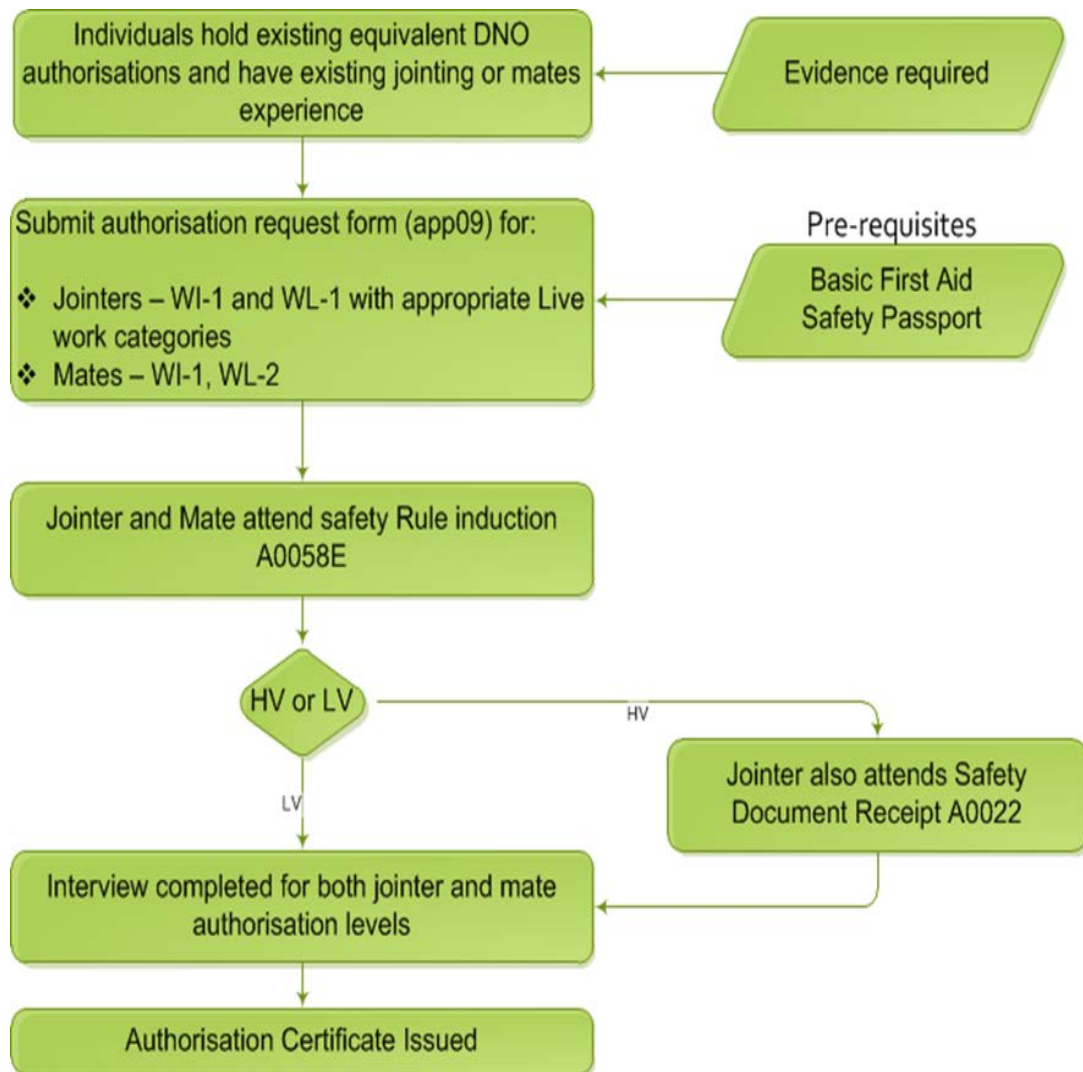 Individuals hold existing equivalent DNO
authorisations and have existing jointing or mates
experience
Evidence required
Submit authorisation request form (app09) for:
❖ Jointers – WI-1 and WL-1 with appropriate Live
work categories
❖ Mates – WI-1, WL-2
Pre-requisites
Basic First Aid
Safety Passport
Jointer and Mate attend safety Rule induction
A0058E
HV or LV
HV
LV
Jointer also attends Safety
Document Receipt A0022
Interview completed for both jointer and mate
authorisation levels
Authorisation Certificate Issued